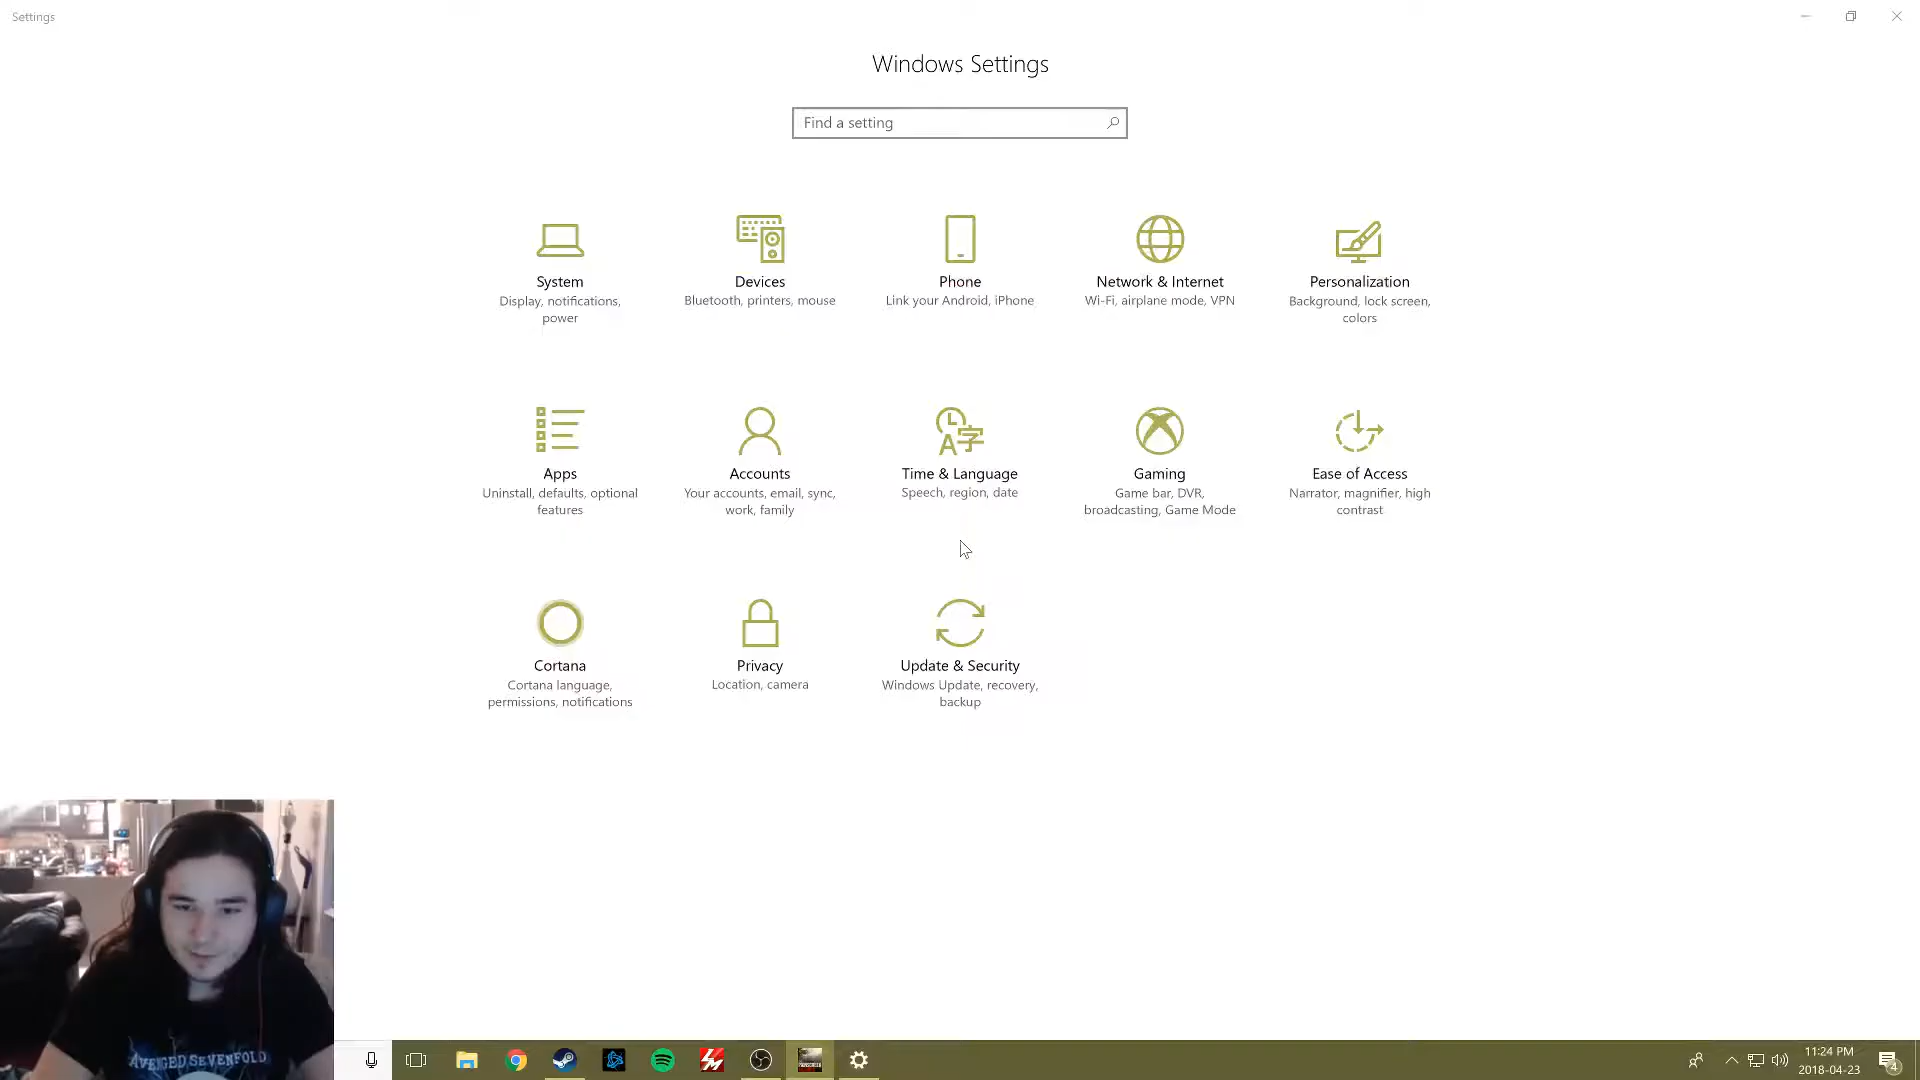 Settings
Windows Settings
Find a setting
System
Display, notifications,
power
Devices
Bluetooth, printers, mouse
Phone
Link your Android, iPhone
Network & Internet
Wi-Fi, airplane mode, VPN
Personalization
Background, lock screen,
colors
Apps
Uninstall, defaults, optional
features
Accounts
Your accounts, email, sync,
work, family
Time & Language
Speech, region, date
Gaming
Game bar, DVR,
broadcasting, Game Mode
Ease of Access
Narrator, magnifier, high
contrast
Cortana
Cortana language,
permissions, notifications
Privacy
Location, camera
Update & Security
Windows Update, recovery,
backup
AVENGED SEVENFOLD
11:24 PM
2018-04-23
4